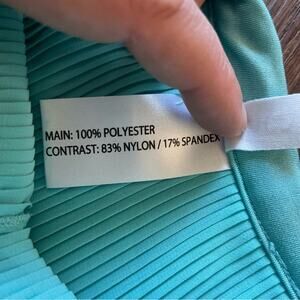 MAIN: 100% POLYESTER
CONTRAST: 83% NYLON / 17% SPANDEX